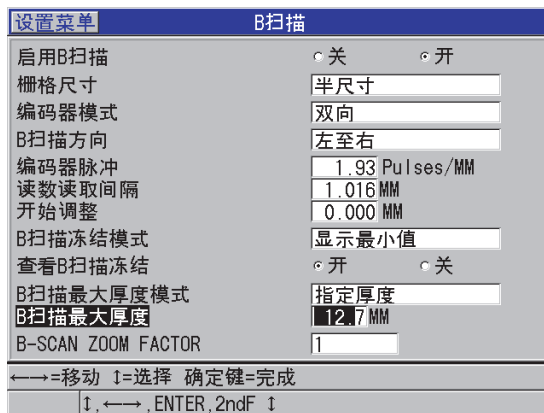 设置菜单 B扫描
启用B扫描 关 开
栅格尺寸 半尺寸
编码器模式 双向
B扫描方向 左至右
编码器脉冲 1.93 Pulses/MM
读数读取间隔 1.016 MM
开始调整 0.000 MM
B扫描冻结模式 显示最小值
查看B扫描冻结 开 关
B扫描最大厚度模式 指定厚度
B扫描最大厚度 12.7 MM
B-SCAN ZOOM FACTOR 1
←→=移动 ↕=选择 确定键=完成
↕,←→,ENTER,2ndF ↕